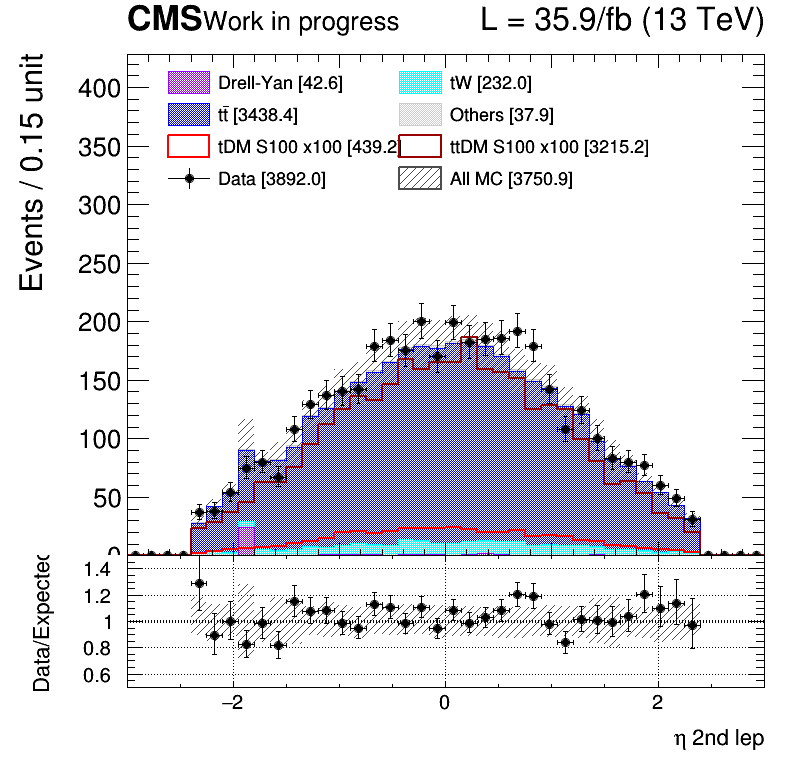 CMS Work in progress L = 35.9/fb (13 TeV)
Events / 0.15 unit
400
350
300
250
200
150
100
50
0
Drell-Yan [42.6] tW [232.0]
tt̄ [3438.4] Others [37.9]
tDM S100 x100 [439.2] ttDM S100 x100 [3215.2]
Data [3892.0] All MC [3750.9]
Data/Expected
1.4
1.2
1
0.8
0.6
−2 0 2
η 2nd lep